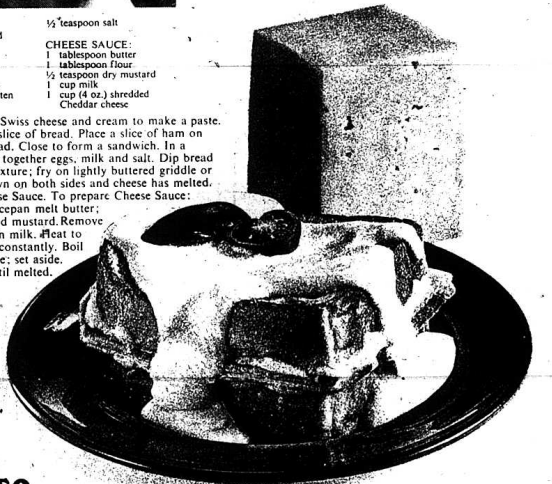 ½ teaspoon salt
CHEESE SAUCE:
1 tablespoon butter
1 tablespoon flour
½ teaspoon dry mustard
1 cup milk
1 cup (4 oz.) shredded
Cheddar cheese
ten
Swiss cheese and cream to make a paste.
slice of bread. Place a slice of ham on
ad. Close to form a sandwich. In a
together eggs, milk and salt. Dip bread
xture; fry on lightly buttered griddle or
wn on both sides and cheese has melted.
se Sauce. To prepare Cheese Sauce:
cepan melt butter;
d mustard. Remove
n milk. Heat to
constantly. Boil
e; set aside.
til melted.